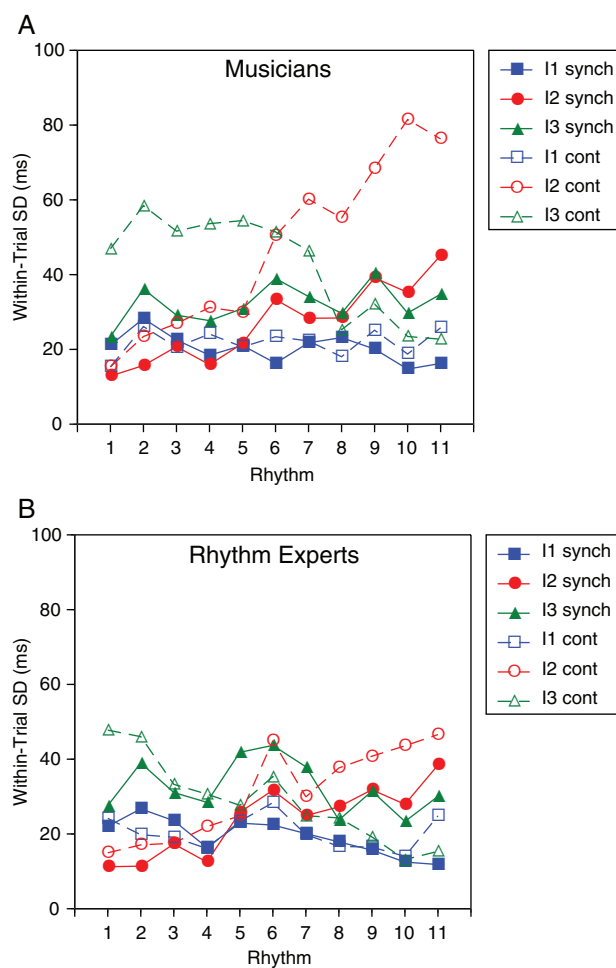 A
Musicians
100
80
60
40
20
0
Within-Trial SD (ms)
1 2 3 4 5 6 7 8 9 10 11
Rhythm
I1 synch
I2 synch
I3 synch
I1 cont
I2 cont
I3 cont
B
Rhythm Experts
100
80
60
40
20
0
Within-Trial SD (ms)
1 2 3 4 5 6 7 8 9 10 11
Rhythm
I1 synch
I2 synch
I3 synch
I1 cont
I2 cont
I3 cont